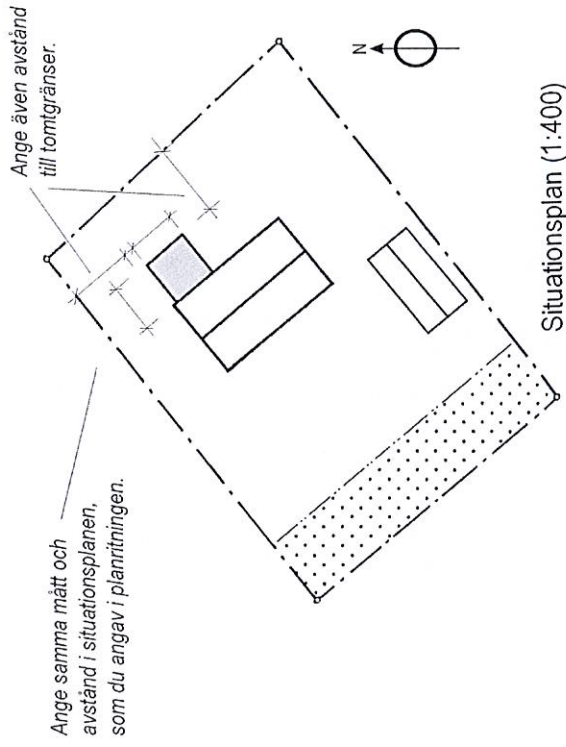 Ange samma mått och
avstånd i situationsplanen,
som du angav i planritningen.
Ange även avstånd
till tomtgränser.
N
Situationsplan (1:400)